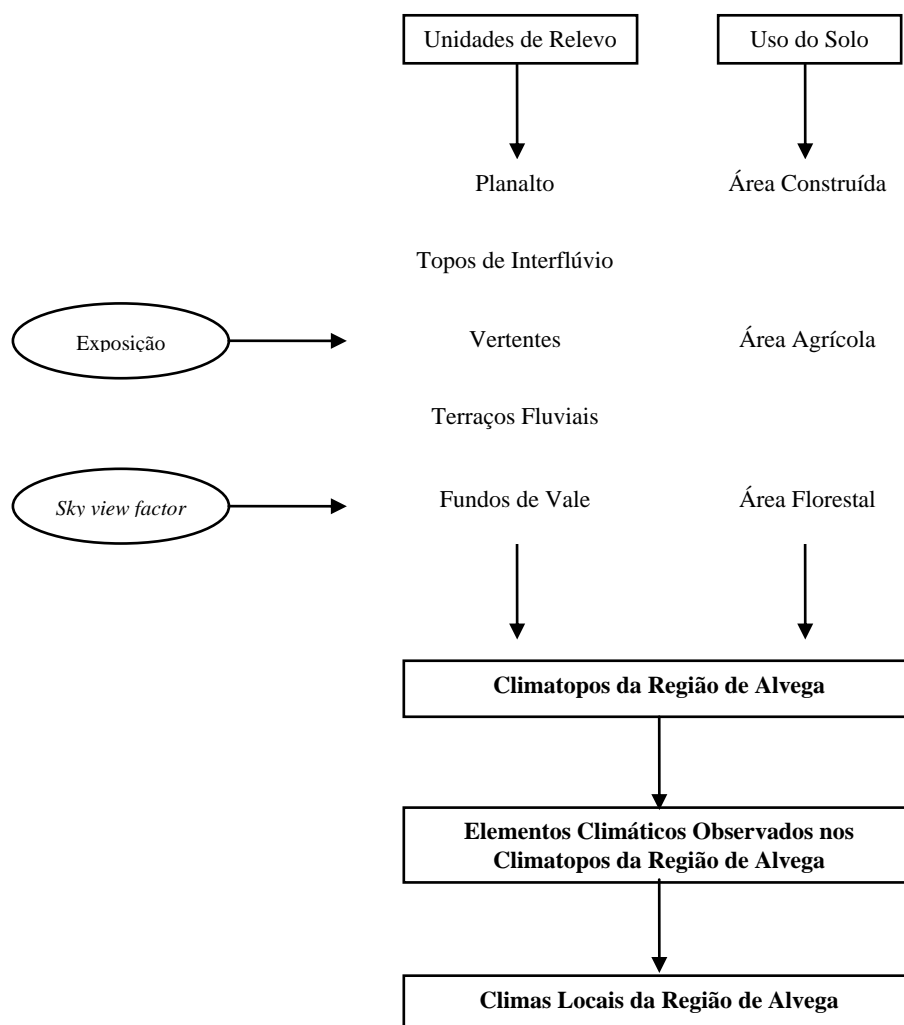 Unidades de Relevo
Uso do Solo
Planalto
Área Construída
Topos de Interflúvio
Exposição
Vertentes
Área Agrícola
Terraços Fluviais
Sky view factor
Fundos de Vale
Área Florestal
Climatopos da Região de Alvega
Elementos Climáticos Observados nos
Climatopos da Região de Alvega
Climas Locais da Região de Alvega